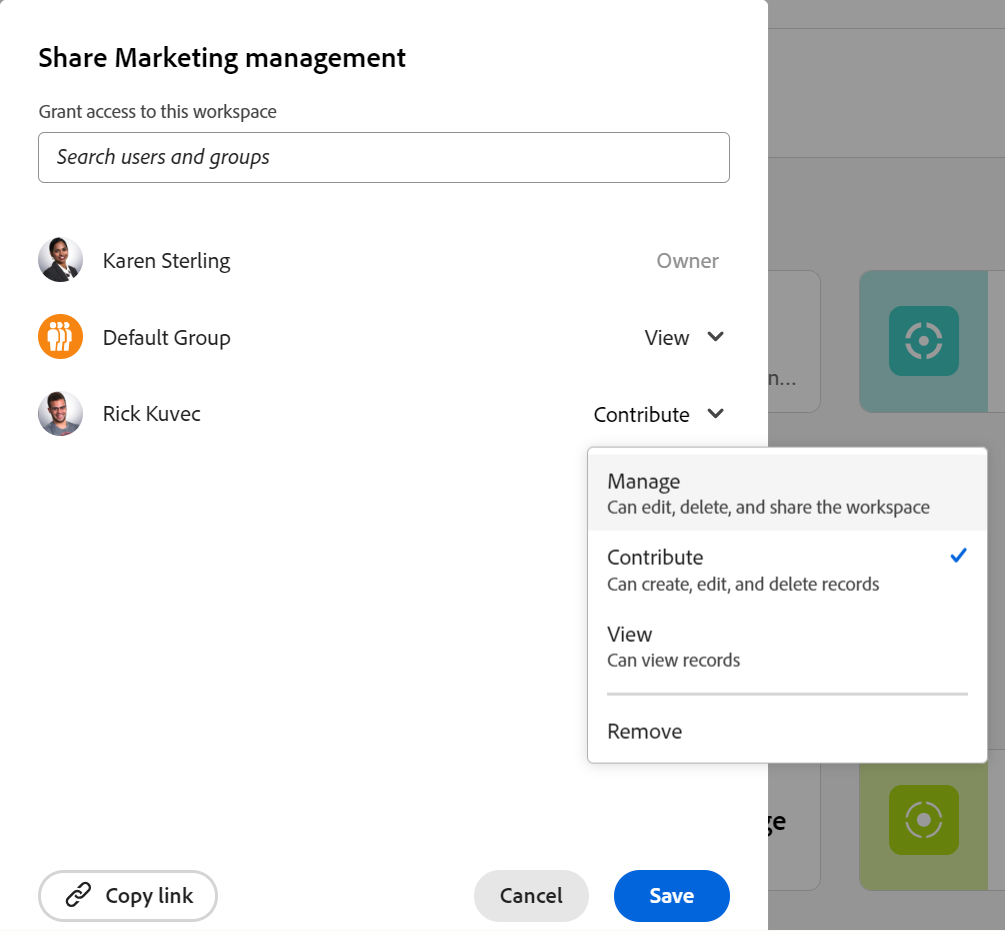 Share Marketing management
Grant access to this workspace
Search users and groups
Karen Sterling Owner
Default Group View
n...
Rick Kuvec Contribute
Manage
Can edit, delete, and share the workspace
Contribute
Can create, edit, and delete records
View
Can view records
Remove
ge
Copy link Cancel Save